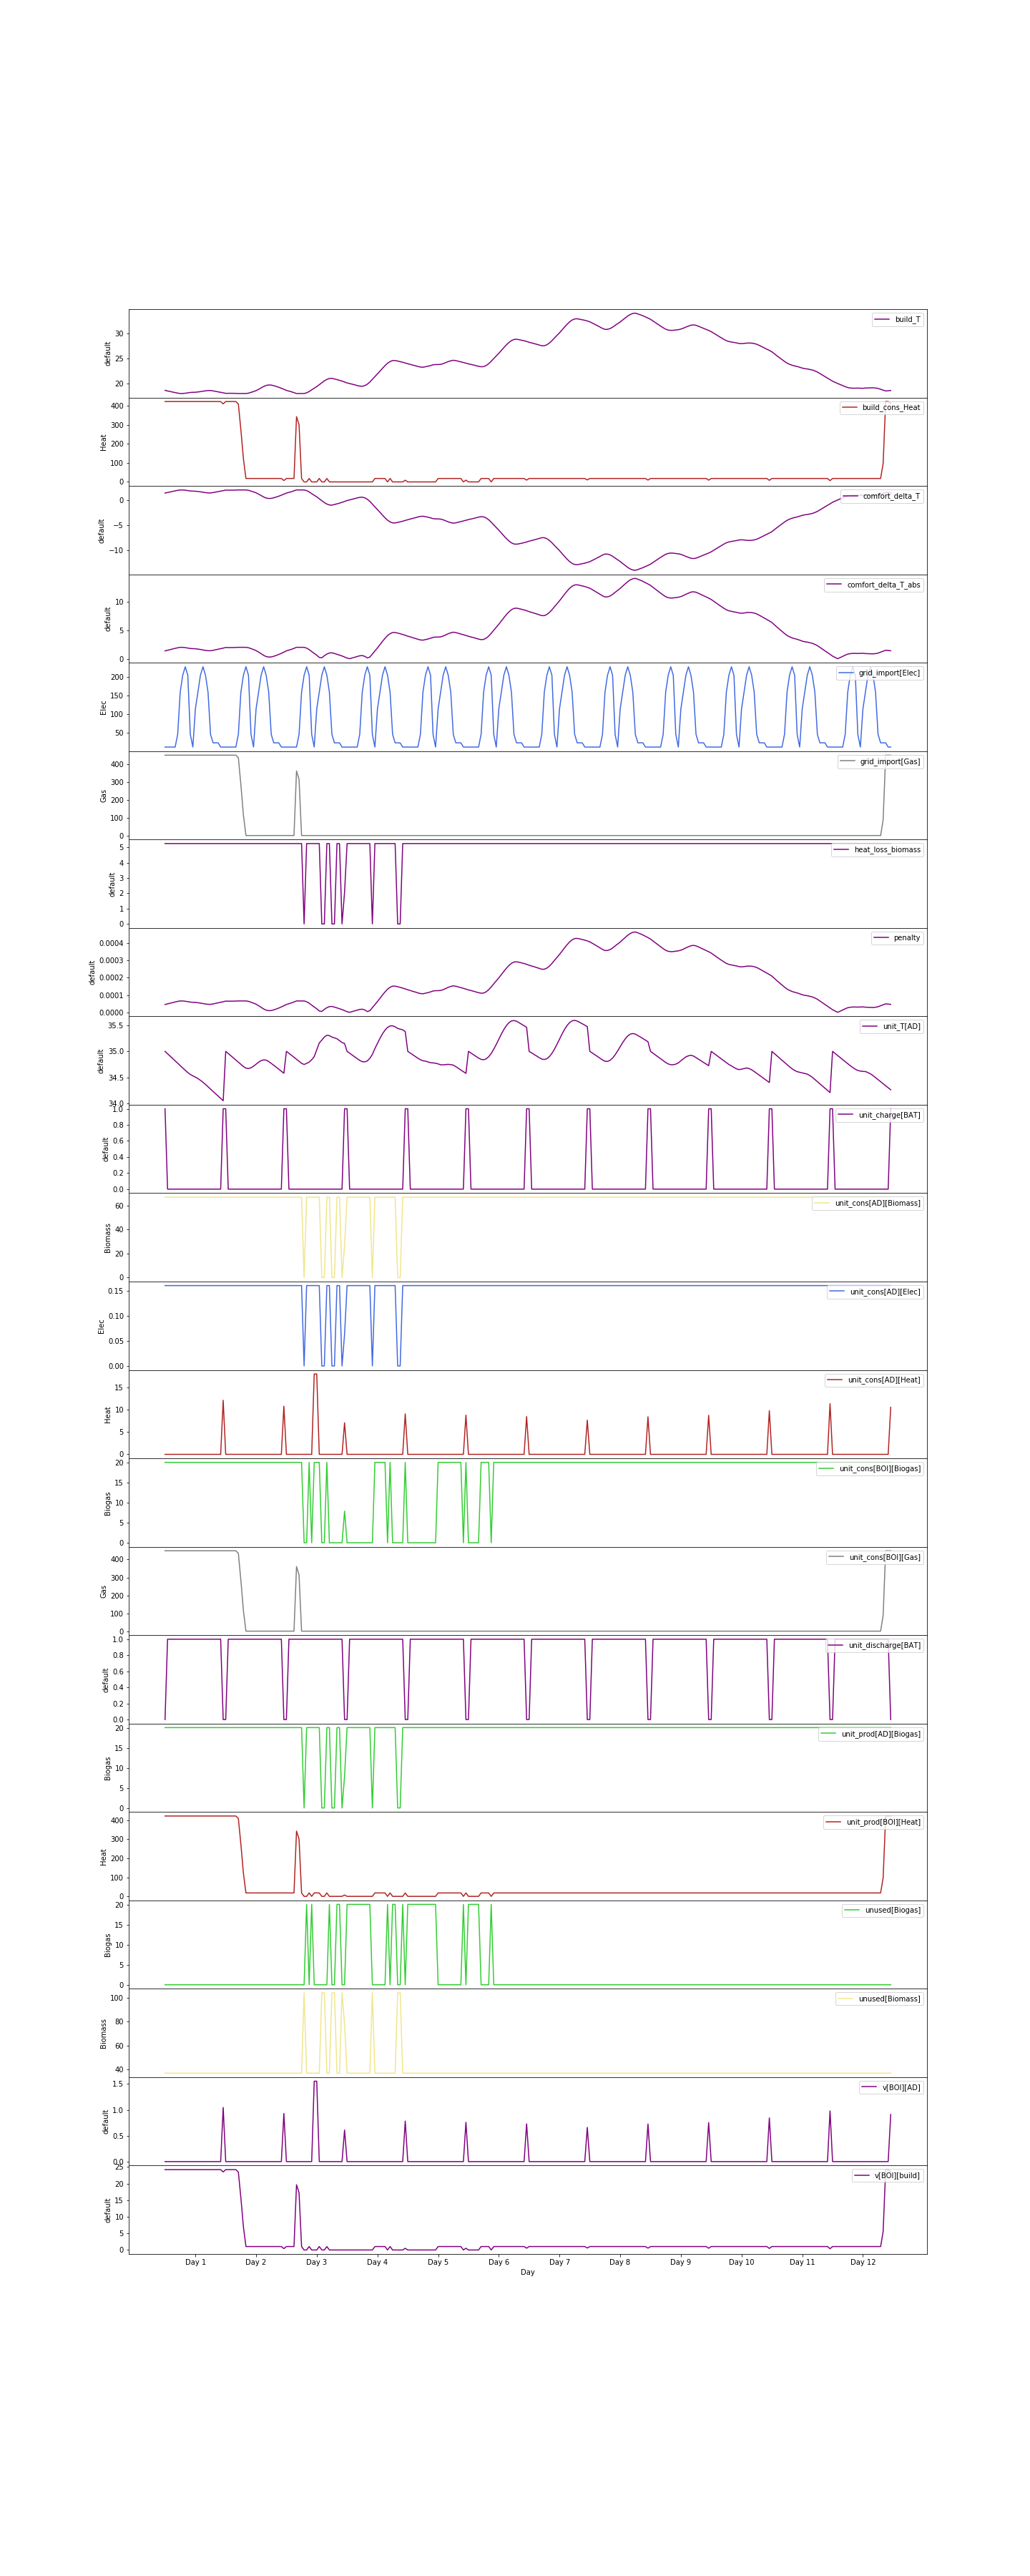 build_T
default
30
25
20
build_cons_Heat
Heat
400
300
200
100
0
comfort_delta_T
default
0
−5
−10
comfort_delta_T_abs
default
10
5
0
grid_import[Elec]
Elec
200
150
100
50
grid_import[Gas]
Gas
400
300
200
100
0
heat_loss_biomass
default
5
4
3
2
1
0
penalty
default
0.0004
0.0003
0.0002
0.0001
0.0000
unit_T[AD]
default
35.5
35.0
34.5
34.0
unit_charge[BAT]
default
1.0
0.8
0.6
0.4
0.2
0.0
unit_cons[AD][Biomass]
Biomass
60
40
20
0
unit_cons[AD][Elec]
Elec
0.15
0.10
0.05
0.00
unit_cons[AD][Heat]
Heat
15
10
5
0
unit_cons[BOI][Biogas]
Biogas
20
15
10
5
0
unit_cons[BOI][Gas]
Gas
400
300
200
100
0
unit_discharge[BAT]
default
1.0
0.8
0.6
0.4
0.2
0.0
unit_prod[AD][Biogas]
Biogas
20
15
10
5
0
unit_prod[BOI][Heat]
Heat
400
300
200
100
0
unused[Biogas]
Biogas
20
15
10
5
0
unused[Biomass]
Biomass
100
80
60
40
v[BOI][AD]
default
1.5
1.0
0.5
0.0
v[BOI][build]
default
25
20
15
10
5
0
Day 1 Day 2 Day 3 Day 4 Day 5 Day 6 Day 7 Day 8 Day 9 Day 10 Day 11 Day 12
Day